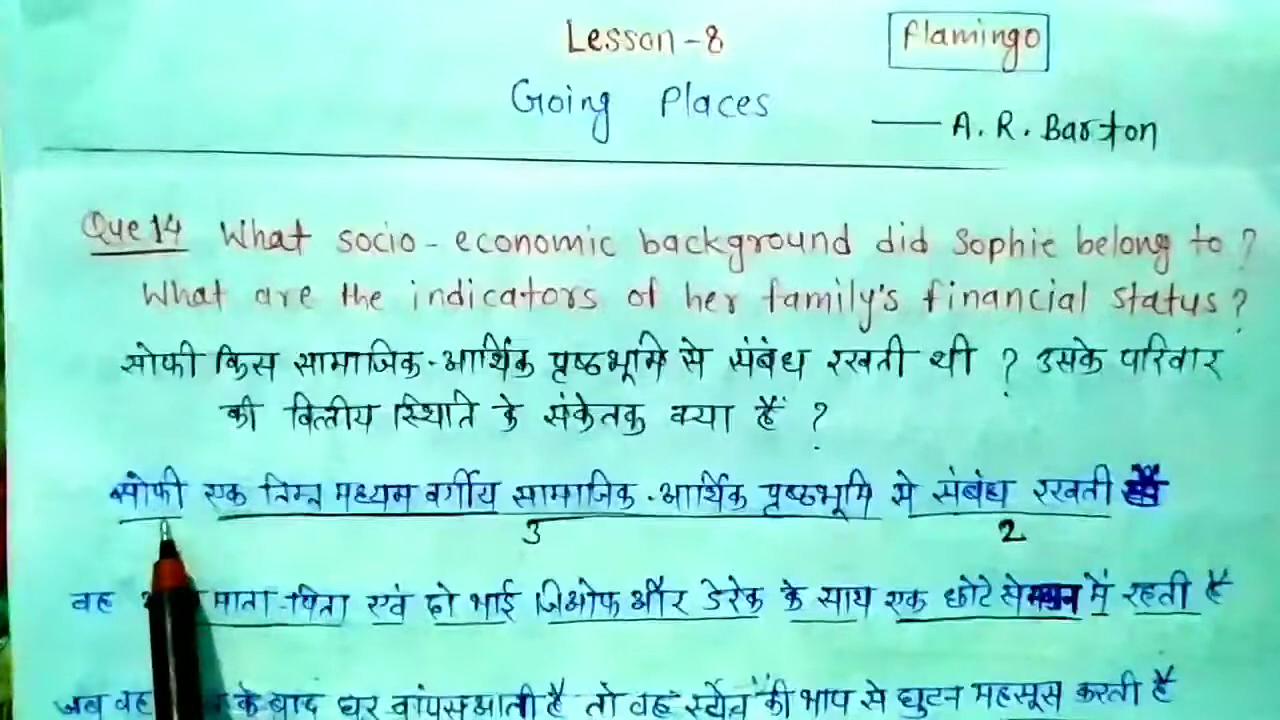 Lesson -8
Flamingo
Going Places
— A. R. Barton
Que 14 What socio-economic background did Sophie belong to?
What are the indicators of her family's financial status?
सोफी किस सामाजिक-आर्थिक पृष्ठभूमि से संबंध रखती थी ? उसके परिवार
की वित्तीय स्थिति के संकेतक क्या हैं ?
सोफी एक निम्न मध्यम वर्गीय सामाजिक-आर्थिक पृष्ठभूमि से संबंध रखती
3 2
वह माता-पिता एवं दो भाई जिओफ और डेरेक के साथ एक छोटे से में रहती है
जब वह के बाद घर वापस आती है तो वह की भाप से घुटन महसूस करती है